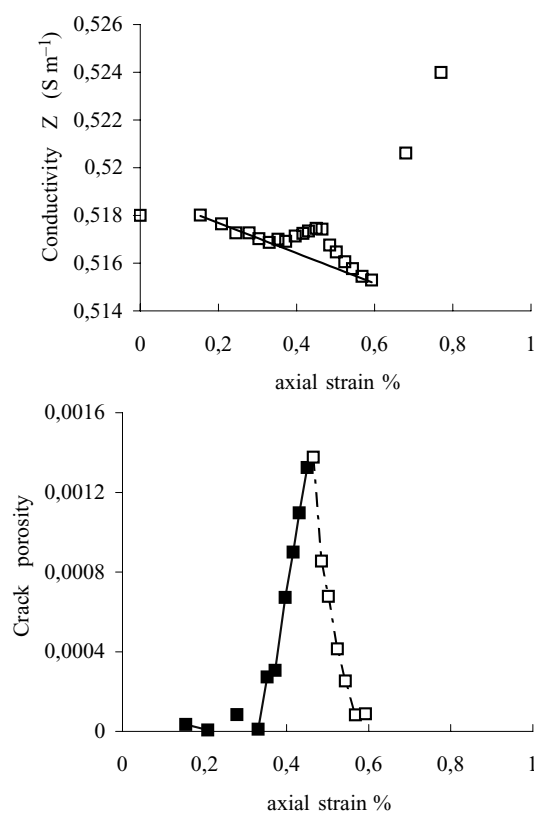 0,526
0,524
0,522
0,52
0,518
0,516
0,514
Conductivity Z (S m⁻¹)
0 0,2 0,4 0,6 0,8 1
axial strain %
0,0016
0,0012
0,0008
0,0004
0
Crack porosity
0 0,2 0,4 0,6 0,8 1
axial strain %